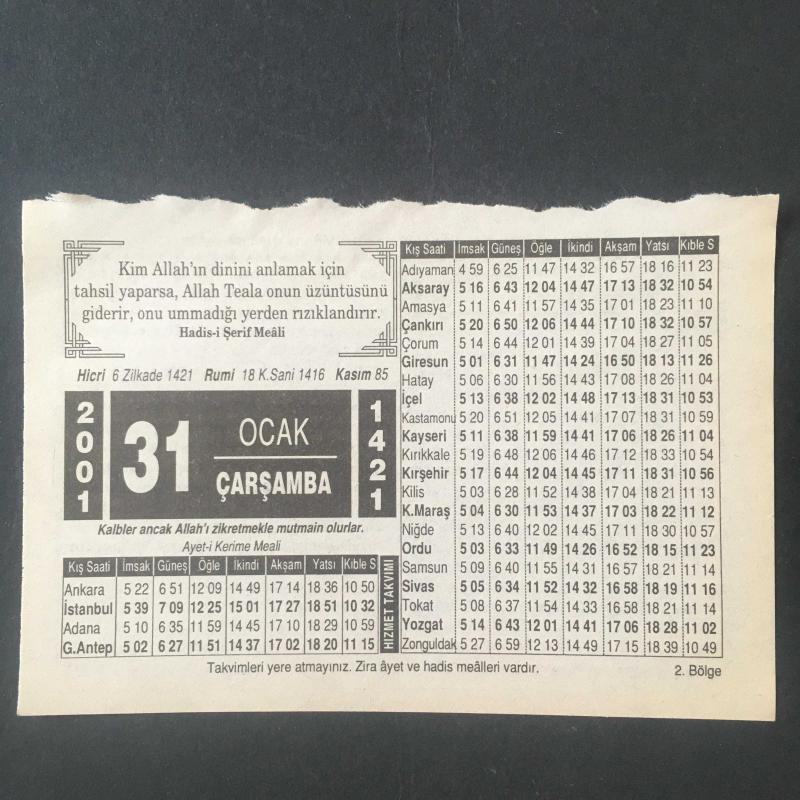 Kim Allah'ın dinini anlamak için
tahsil yaparsa, Allah Teala onun üzüntüsünü
giderir, onu ummadığı yerden rızıklandırır.
Hadis-i Şerif Meâli
Hicri 6 Zilkade 1421 Rumi 18 K.Sani 1416 Kasım 85
2001
31
OCAK
ÇARŞAMBA
1421
Kalbler ancak Allah'ı zikretmekle mutmain olurlar.
Ayet-i Kerime Meali
Kış Saati İmsak Güneş Öğle İkindi Akşam Yatsı Kıble S
Ankara 5 22 6 51 12 09 14 49 17 14 18 36 10 50
İstanbul 5 39 7 09 12 25 15 01 17 27 18 51 10 32
Adana 5 10 6 35 11 59 14 45 17 10 18 29 10 59
G.Antep 5 02 6 27 11 51 14 37 17 02 18 20 11 15
HİZMET TAKVİMİ
Kış Saati İmsak Güneş Öğle İkindi Akşam Yatsı Kıble S
Adıyaman 4 59 6 25 11 47 14 32 16 57 18 16 11 23
Aksaray 5 16 6 43 12 04 14 47 17 13 18 32 10 54
Amasya 5 11 6 41 11 57 14 35 17 01 18 23 11 10
Çankırı 5 20 6 50 12 06 14 44 17 10 18 32 10 57
Çorum 5 14 6 44 12 01 14 39 17 04 18 27 11 05
Giresun 5 01 6 31 11 47 14 24 16 50 18 13 11 26
Hatay 5 06 6 30 11 56 14 43 17 08 18 26 11 04
İçel 5 13 6 38 12 02 14 48 17 13 18 31 10 53
Kastamonu 5 20 6 51 12 05 14 41 17 07 18 31 10 59
Kayseri 5 11 6 38 11 59 14 41 17 06 18 26 11 04
Kırıkkale 5 19 6 48 12 06 14 46 17 12 18 33 10 54
Kırşehir 5 17 6 44 12 04 14 45 17 11 18 31 10 56
Kilis 5 03 6 28 11 52 14 38 17 04 18 21 11 13
K.Maraş 5 04 6 30 11 53 14 37 17 03 18 22 11 12
Niğde 5 13 6 40 12 02 14 45 17 11 18 30 10 57
Ordu 5 03 6 33 11 49 14 26 16 52 18 15 11 23
Samsun 5 09 6 40 11 55 14 31 16 57 18 21 11 14
Sivas 5 05 6 34 11 52 14 32 16 58 18 19 11 16
Tokat 5 08 6 37 11 54 14 33 16 58 18 21 11 14
Yozgat 5 14 6 43 12 01 14 41 17 06 18 28 11 02
Zonguldak 5 27 6 59 12 13 14 49 17 15 18 39 10 49
Takvimleri yere atmayınız. Zira âyet ve hadis meâlleri vardır.
2. Bölge